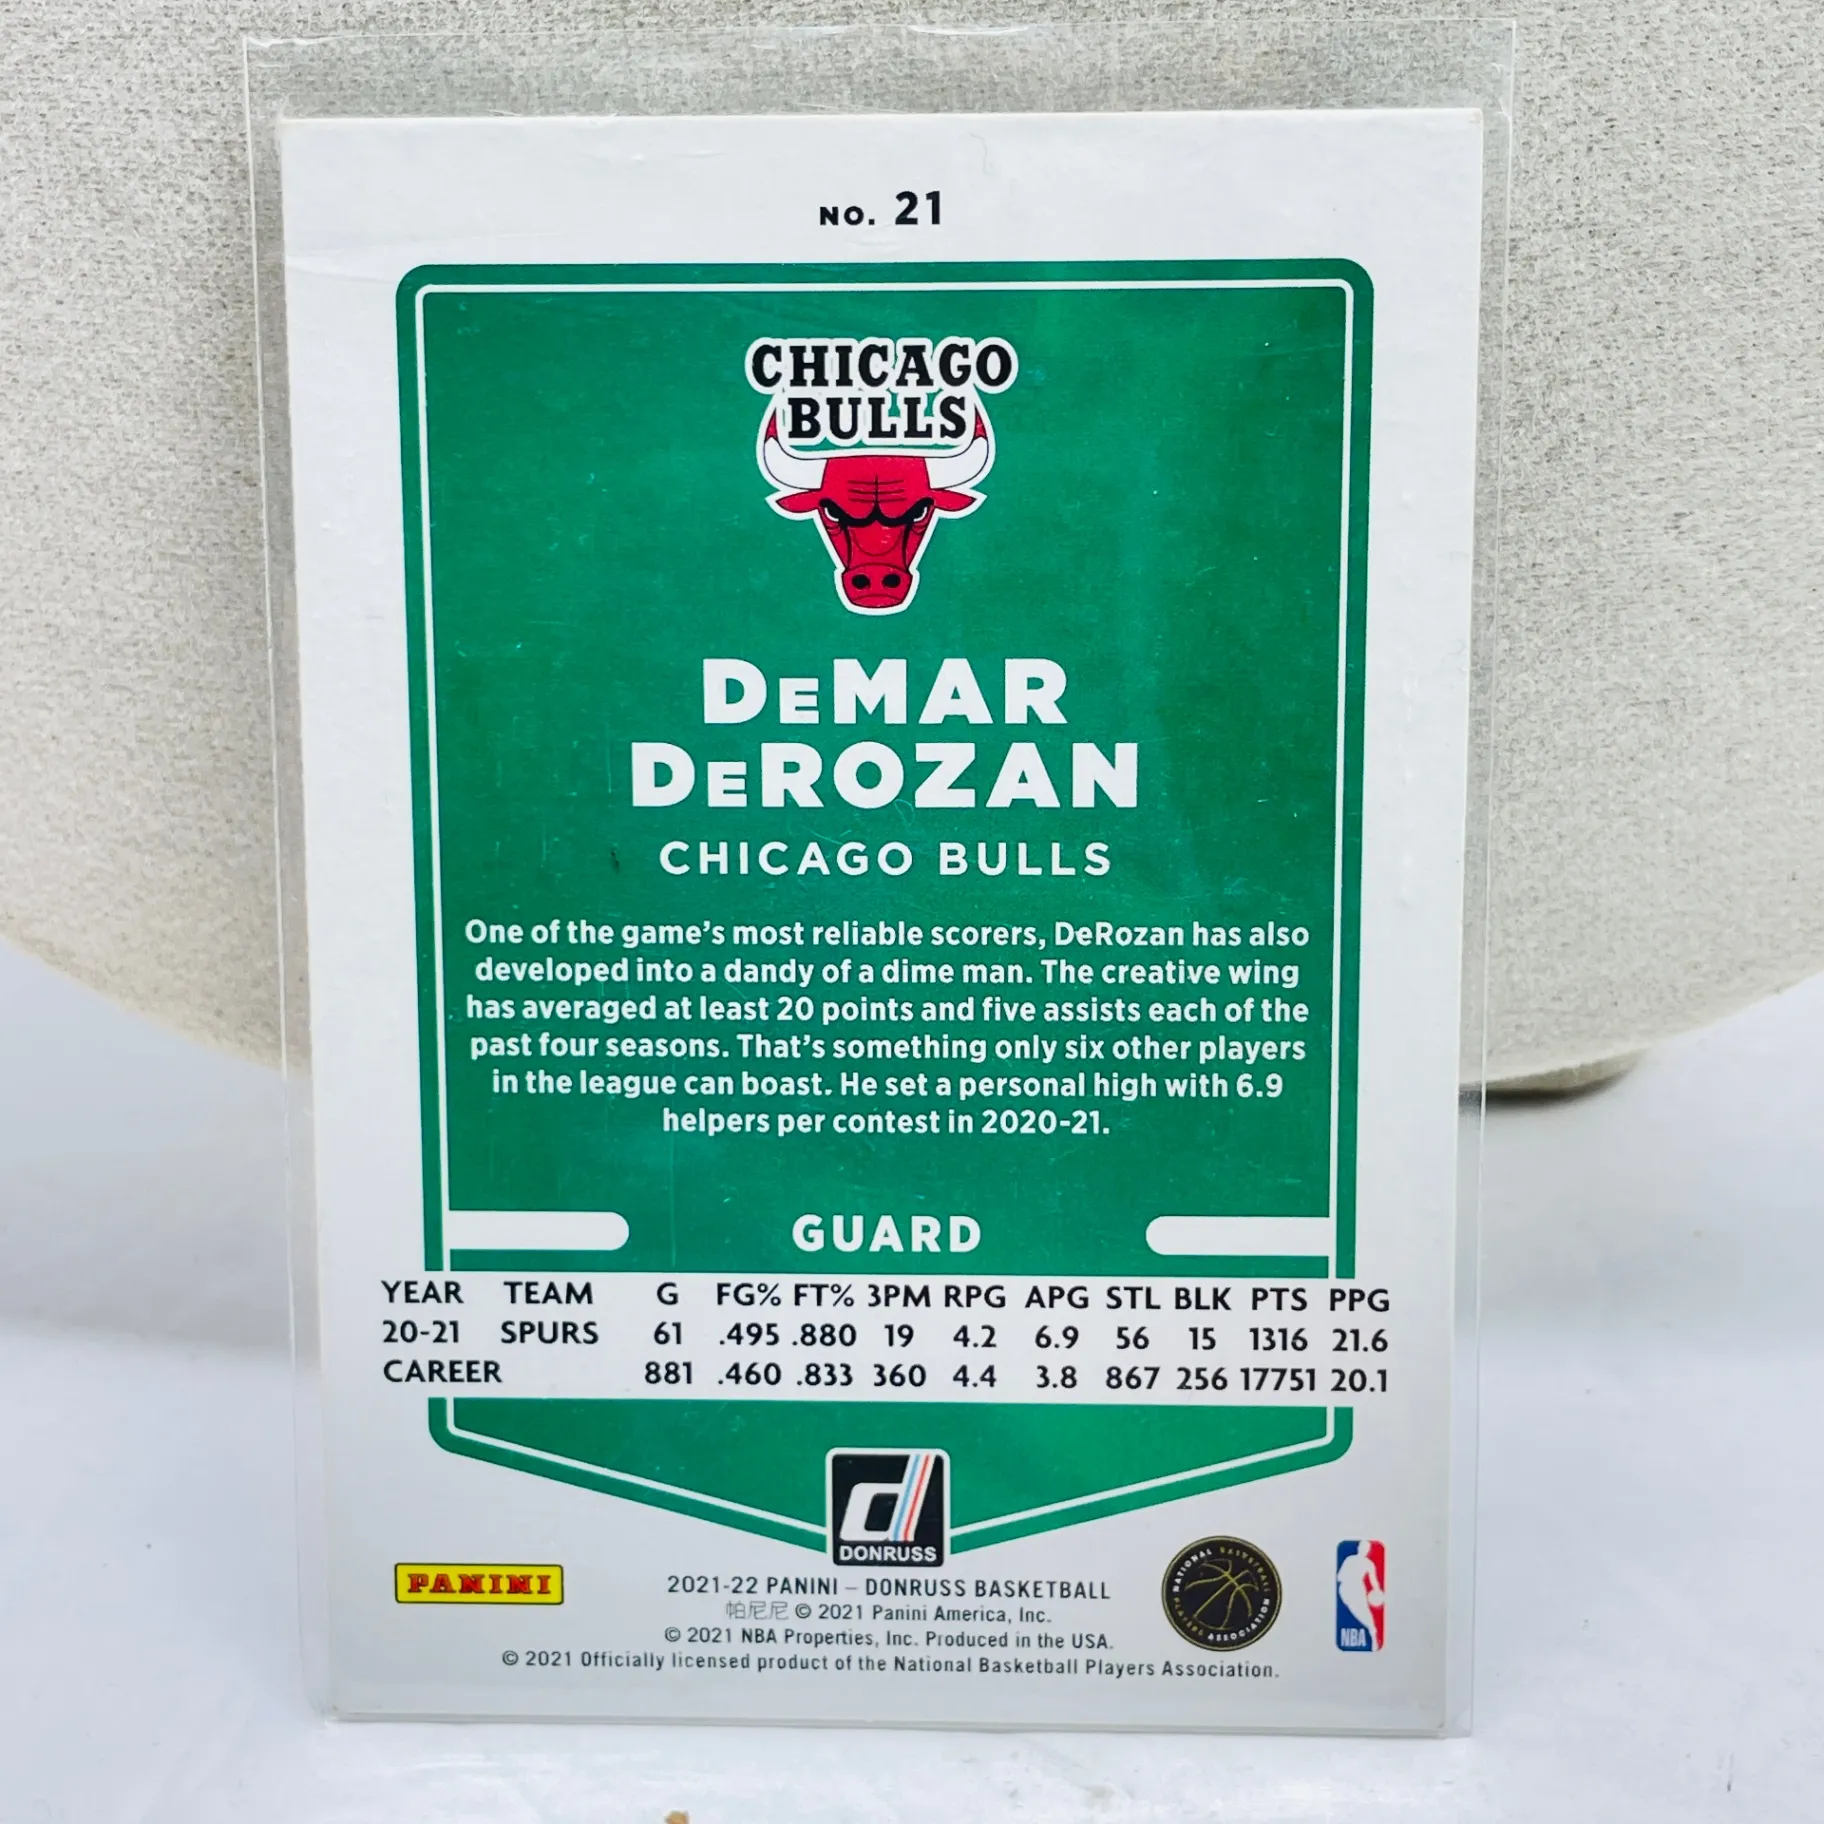 NO. 21
CHICAGO
BULLS
DeMAR
DeROZAN
CHICAGO BULLS
One of the game's most reliable scorers, DeRozan has also
developed into a dandy of a dime man. The creative wing
has averaged at least 20 points and five assists each of the
past four seasons. That's something only six other players
in the league can boast. He set a personal high with 6.9
helpers per contest in 2020-21.
GUARD
YEAR TEAM G FG% FT% 3PM RPG APG STL BLK PTS PPG
20-21 SPURS 61 .495 .880 19 4.2 6.9 56 15 1316 21.6
CAREER 881 .460 .833 360 4.4 3.8 867 256 17751 20.1
DONRUSS
PANINI
2021-22 PANINI – DONRUSS BASKETBALL
帕尼尼 © 2021 Panini America, Inc.
© 2021 NBA Properties, Inc. Produced in the USA.
© 2021 Officially licensed product of the National Basketball Players Association.
NATIONAL BASKETBALL
PLAYERS ASSOCIATION
NBA